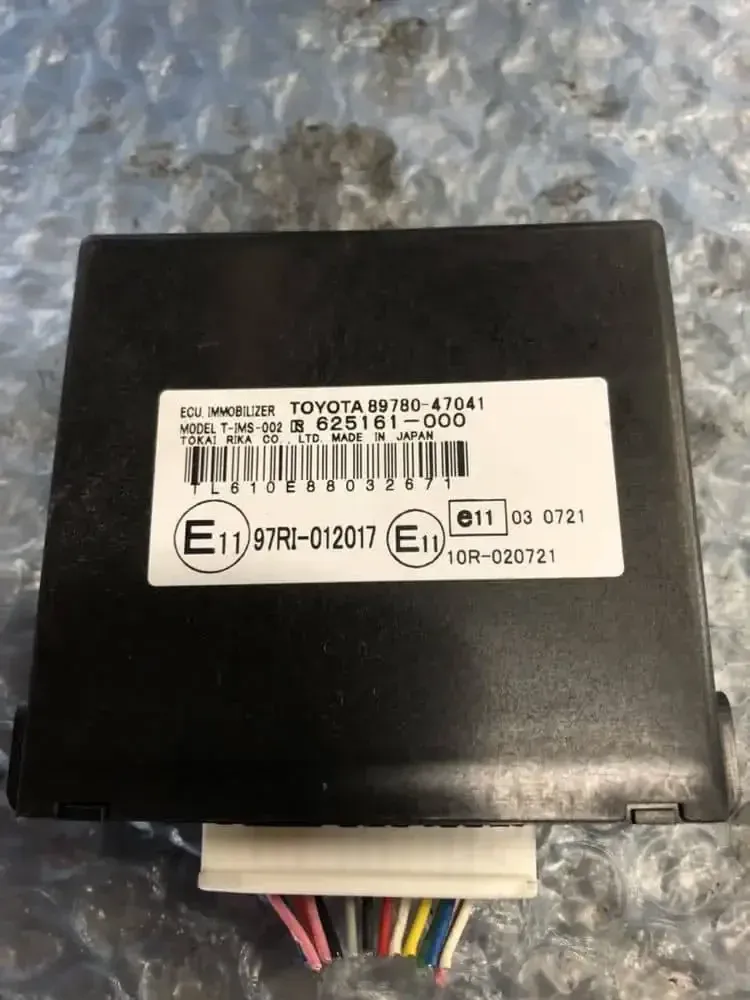 ECU, IMMOBILIZER TOYOTA 89780-47041
MODEL T-IMS-002 625161-000
TOKAI RIKA CO., LTD. MADE IN JAPAN
TL610E88032671
E11 97RI-012017 E11 e11 03 0721
10R-020721